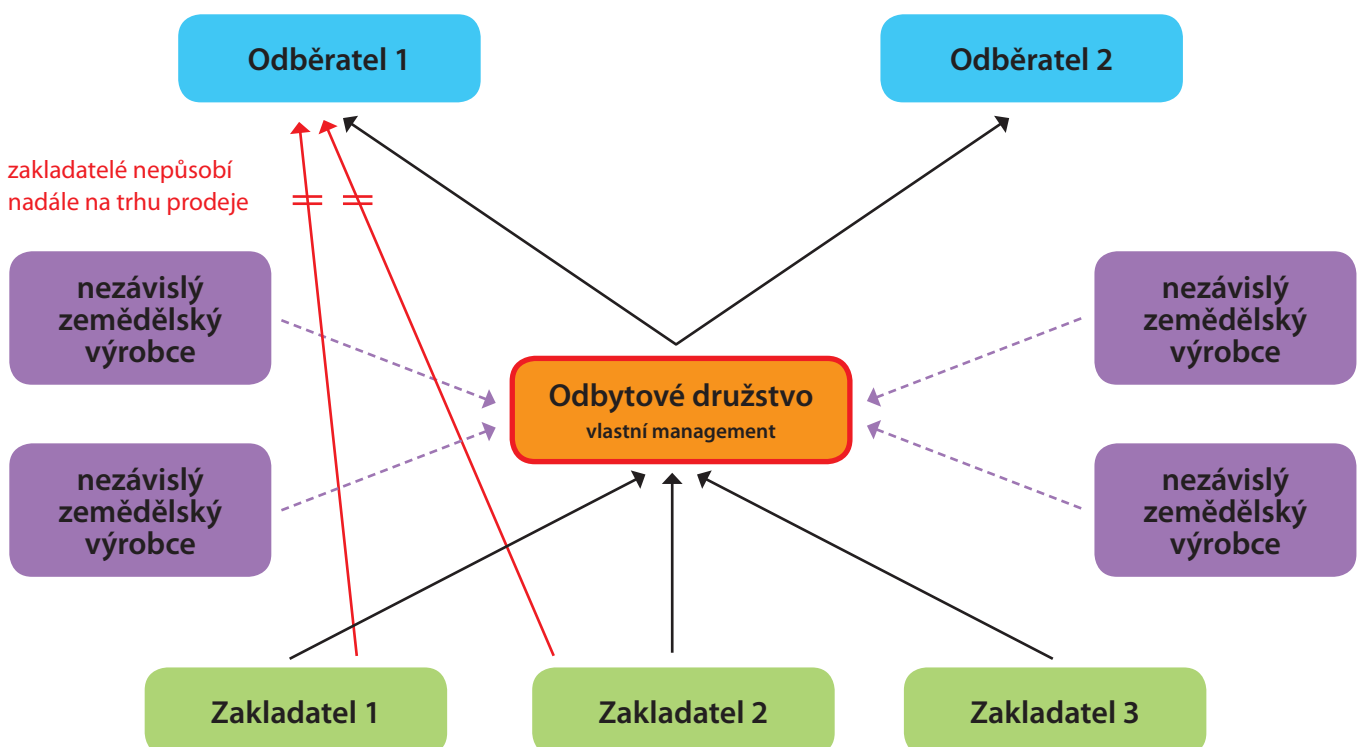 Odběratel 1
Odběratel 2
zakladatelé nepůsobí
nadále na trhu prodeje
nezávislý
zemědělský
výrobce
nezávislý
zemědělský
výrobce
Odbytové družstvo
vlastní management
nezávislý
zemědělský
výrobce
nezávislý
zemědělský
výrobce
Zakladatel 1
Zakladatel 2
Zakladatel 3